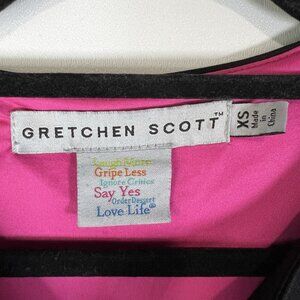 GRETCHEN SCOTT™
XS
Made
in
China
Laugh More
Gripe Less
Ignore Critics
Say Yes
Order Dessert
Love Life®